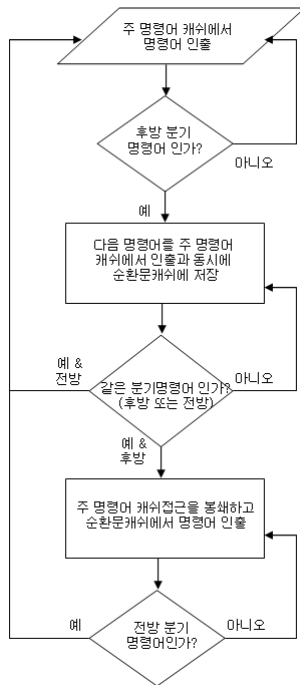 주 명령어 캐쉬에서
명령어 인출
후방 분기
명령어 인가?
아니오
예
다음 명령어를 주 명령어
캐쉬에서 인출과 동시에
순환문캐쉬에 저장
예 &
전방
같은 분기명령어 인가?
(후방 또는 전방)
아니오
예 &
후방
주 명령어 캐쉬접근을 봉쇄하고
순환문캐쉬에서 명령어 인출
예
전방 분기
명령어인가?
아니오